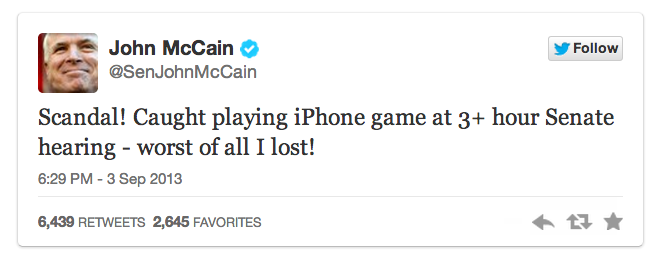 John McCain
@SenJohnMcCain
Follow
Scandal! Caught playing iPhone game at 3+ hour Senate
hearing - worst of all I lost!
6:29 PM - 3 Sep 2013
6,439 RETWEETS 2,645 FAVORITES